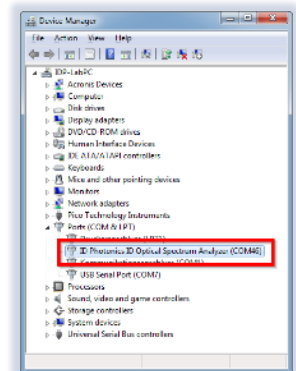 Device Manager
File Action View Help
IDP-LabPC
Acronis Devices
Computer
Disk drives
Display adapters
DVD/CD-ROM drives
Human Interface Devices
IDE ATA/ATAPI controllers
Keyboards
Mice and other pointing devices
Monitors
Network adapters
Pico Technology Instruments
Ports (COM & LPT)
ID Photonics ID Optical Spectrum Analyzer (COM46)
USB Serial Port (COM7)
Processors
Sound, video and game controllers
Storage controllers
System devices
Universal Serial Bus controllers